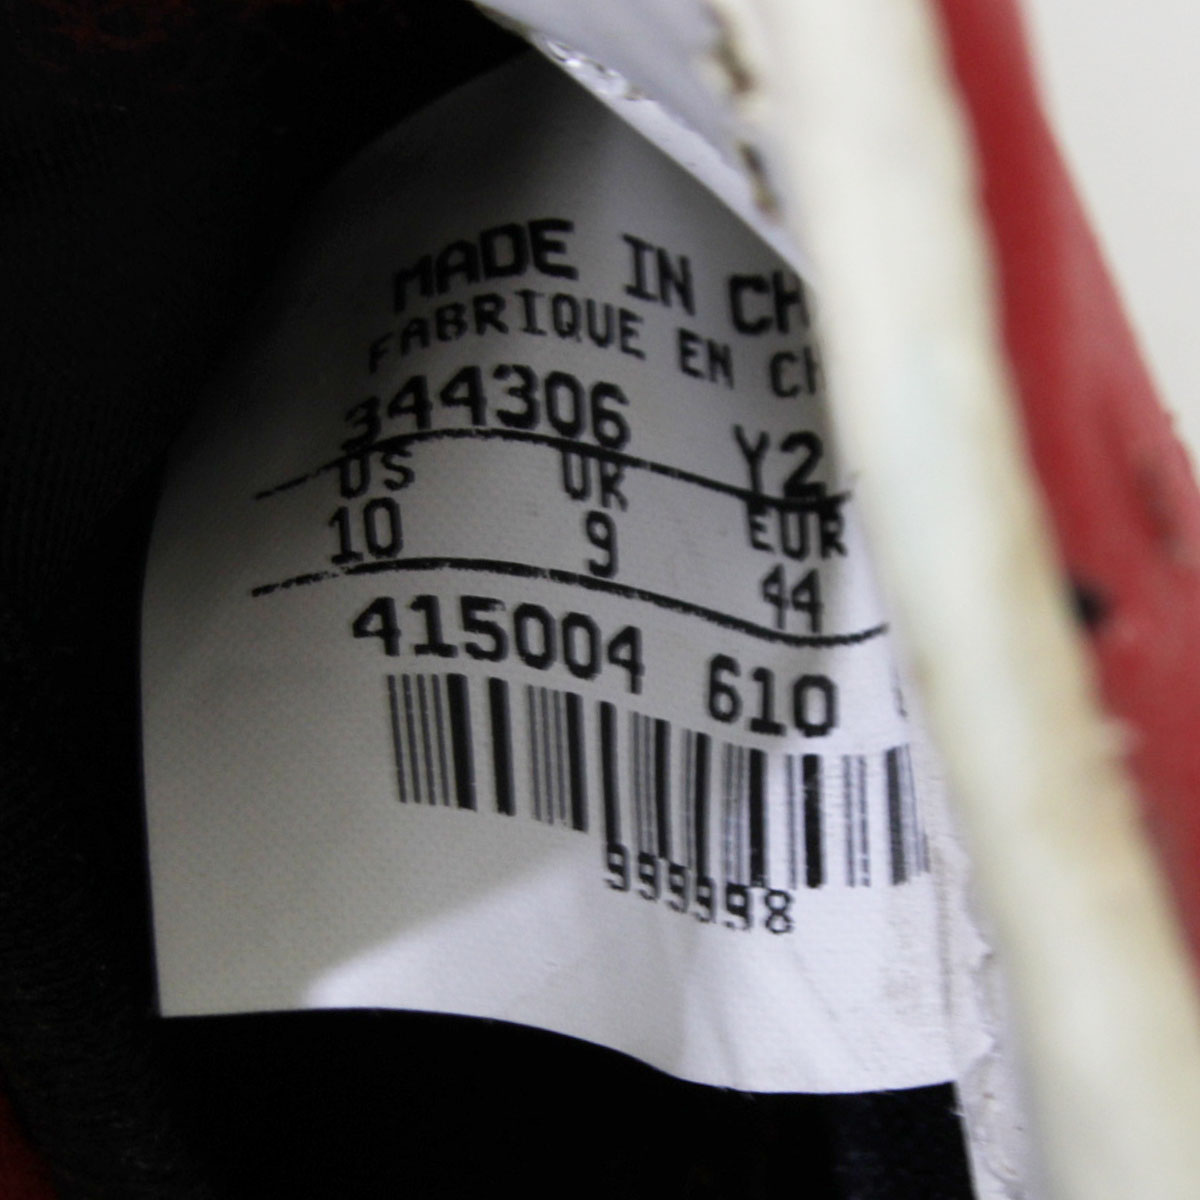 MADE IN CH
FABRIQUE EN CH
344306 Y2
US UK EUR
10 9 44
415004 610
999998